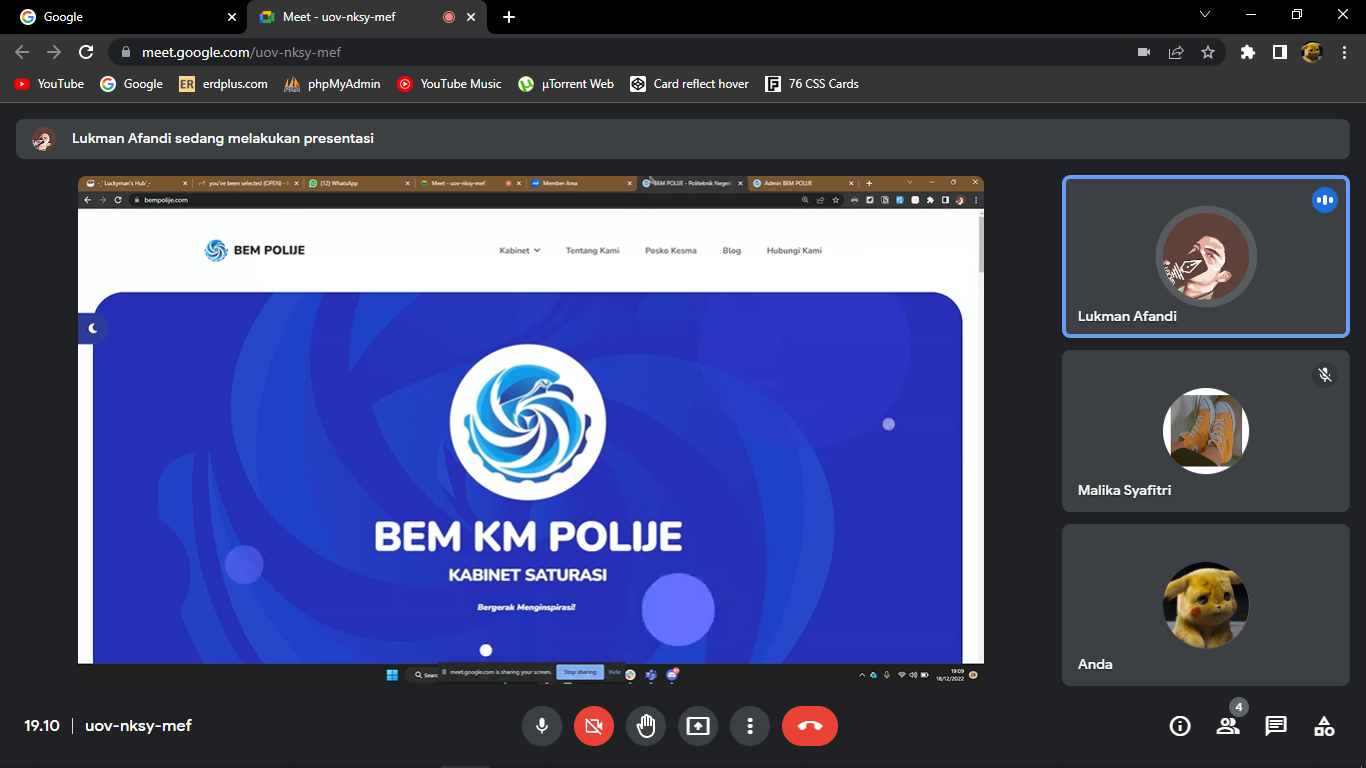 Google
Meet - uov-nksy-mef
meet.google.com/uov-nksy-mef
YouTube
Google
ER
erdplus.com
phpMyAdmin
YouTube Music
µTorrent Web
Card reflect hover
76 CSS Cards
Lukman Afandi sedang melakukan presentasi
Luckyman's Hub
you've been selected (OPEN) -
(12) WhatsApp
Meet - uov-nksy-mef
Member Area
BEM POLIJE - Politeknik Neger
Admin BEM POLIJE
bempolije.com
BEM POLIJE
Kabinet
Tentang Kami
Posko Kesma
Blog
Hubungi Kami
BEM KM POLIJE
KABINET SATURASI
Bergerak Menginspirasi!
Searc
meet.google.com is sharing your screen.
Stop sharing
Hide
19:09
18/12/2022
Lukman Afandi
Malika Syafitri
Anda
19.10
uov-nksy-mef
4